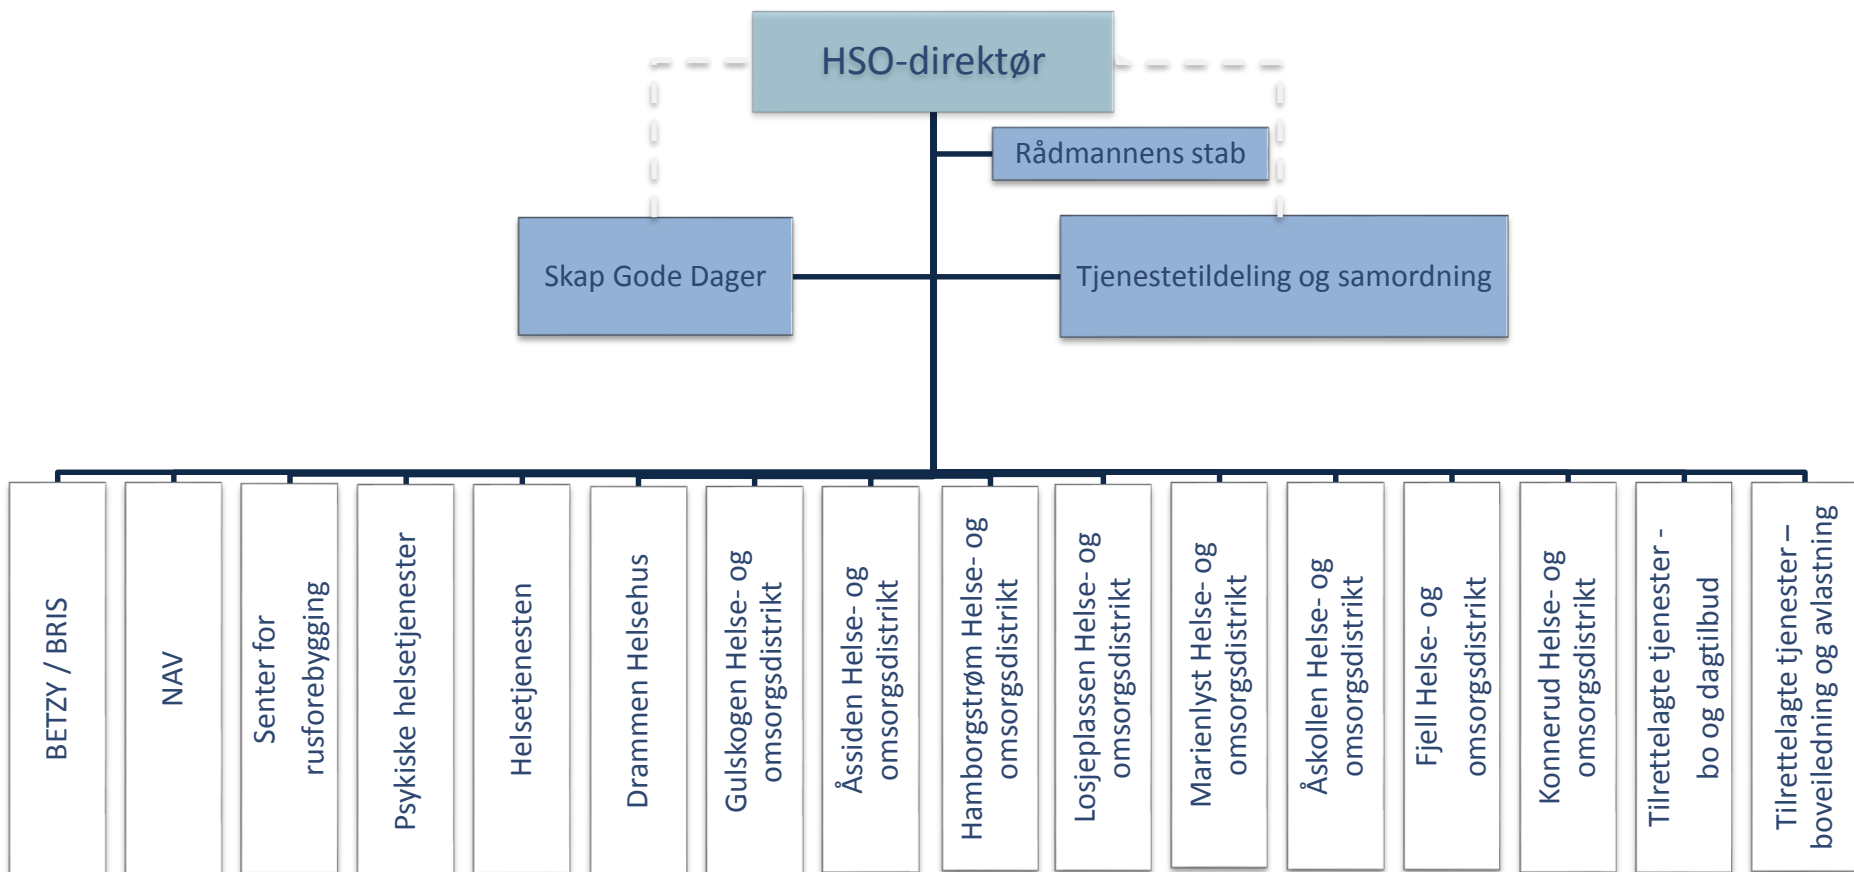 HSO-direktør
Rådmannens stab
Skap Gode Dager
Tjenestetildeling og samordning
BETZY / BRIS
NAV
Senter for
rusforebygging
Psykiske helsetjenester
Helsetjenesten
Drammen Helsehus
Gulskogen Helse- og
omsorgsdistrikt
Åssiden Helse- og
omsorgsdistrikt
Hamborgstrøm Helse- og
omsorgsdistrikt
Losjeplassen Helse- og
omsorgsdistrikt
Marienlyst Helse- og
omsorgsdistrikt
Åskollen Helse- og
omsorgsdistrikt
Fjell Helse- og
omsorgsdistrikt
Konnerud Helse- og
omsorgsdistrikt
Tilrettelagte tjenester -
bo og dagtilbud
Tilrettelagte tjenester –
boveiledning og avlastning